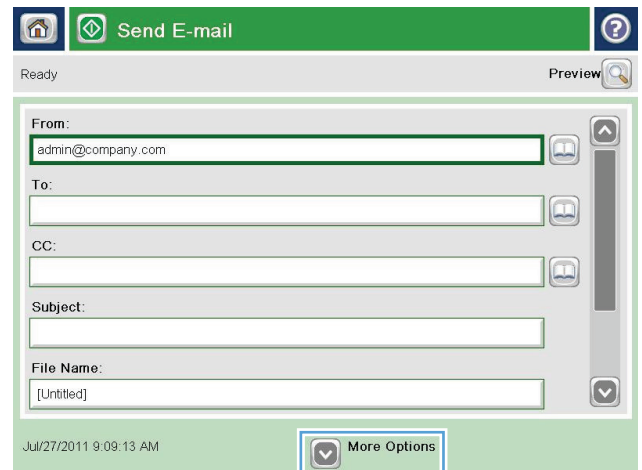 Send E-mail
Ready Preview
From:
admin@company.com
To:
CC:
Subject:
File Name:
[Untitled]
Jul/27/2011 9:09:13 AM More Options